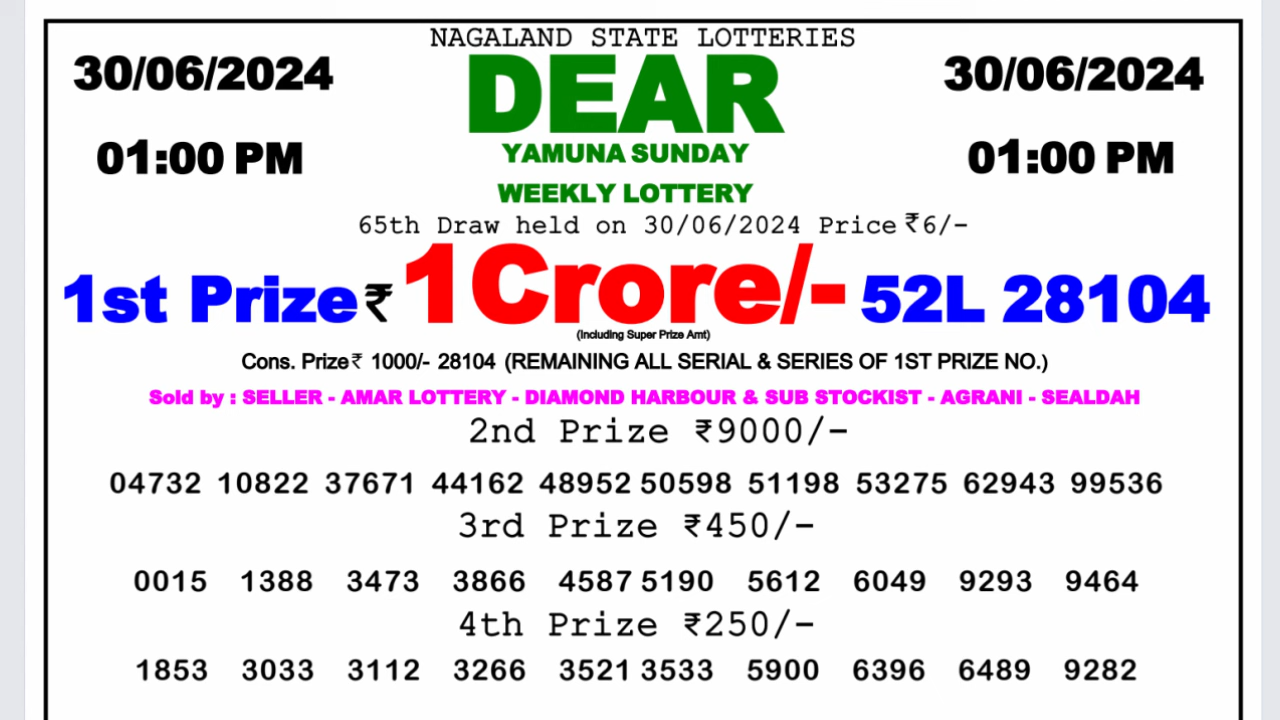 NAGALAND STATE LOTTERIES
30/06/2024 DEAR 30/06/2024
01:00 PM YAMUNA SUNDAY 01:00 PM
WEEKLY LOTTERY
65th Draw held on 30/06/2024 Price ₹6/-
1st Prize ₹ 1Crore/- 52L 28104
(Including Super Prize Amt)
Cons. Prize ₹ 1000/- 28104 (REMAINING ALL SERIAL & SERIES OF 1ST PRIZE NO.)
Sold by : SELLER - AMAR LOTTERY - DIAMOND HARBOUR & SUB STOCKIST - AGRANI - SEALDAH
2nd Prize ₹9000/-
04732 10822 37671 44162 48952 50598 51198 53275 62943 99536
3rd Prize ₹450/-
0015 1388 3473 3866 4587 5190 5612 6049 9293 9464
4th Prize ₹250/-
1853 3033 3112 3266 3521 3533 5900 6396 6489 9282